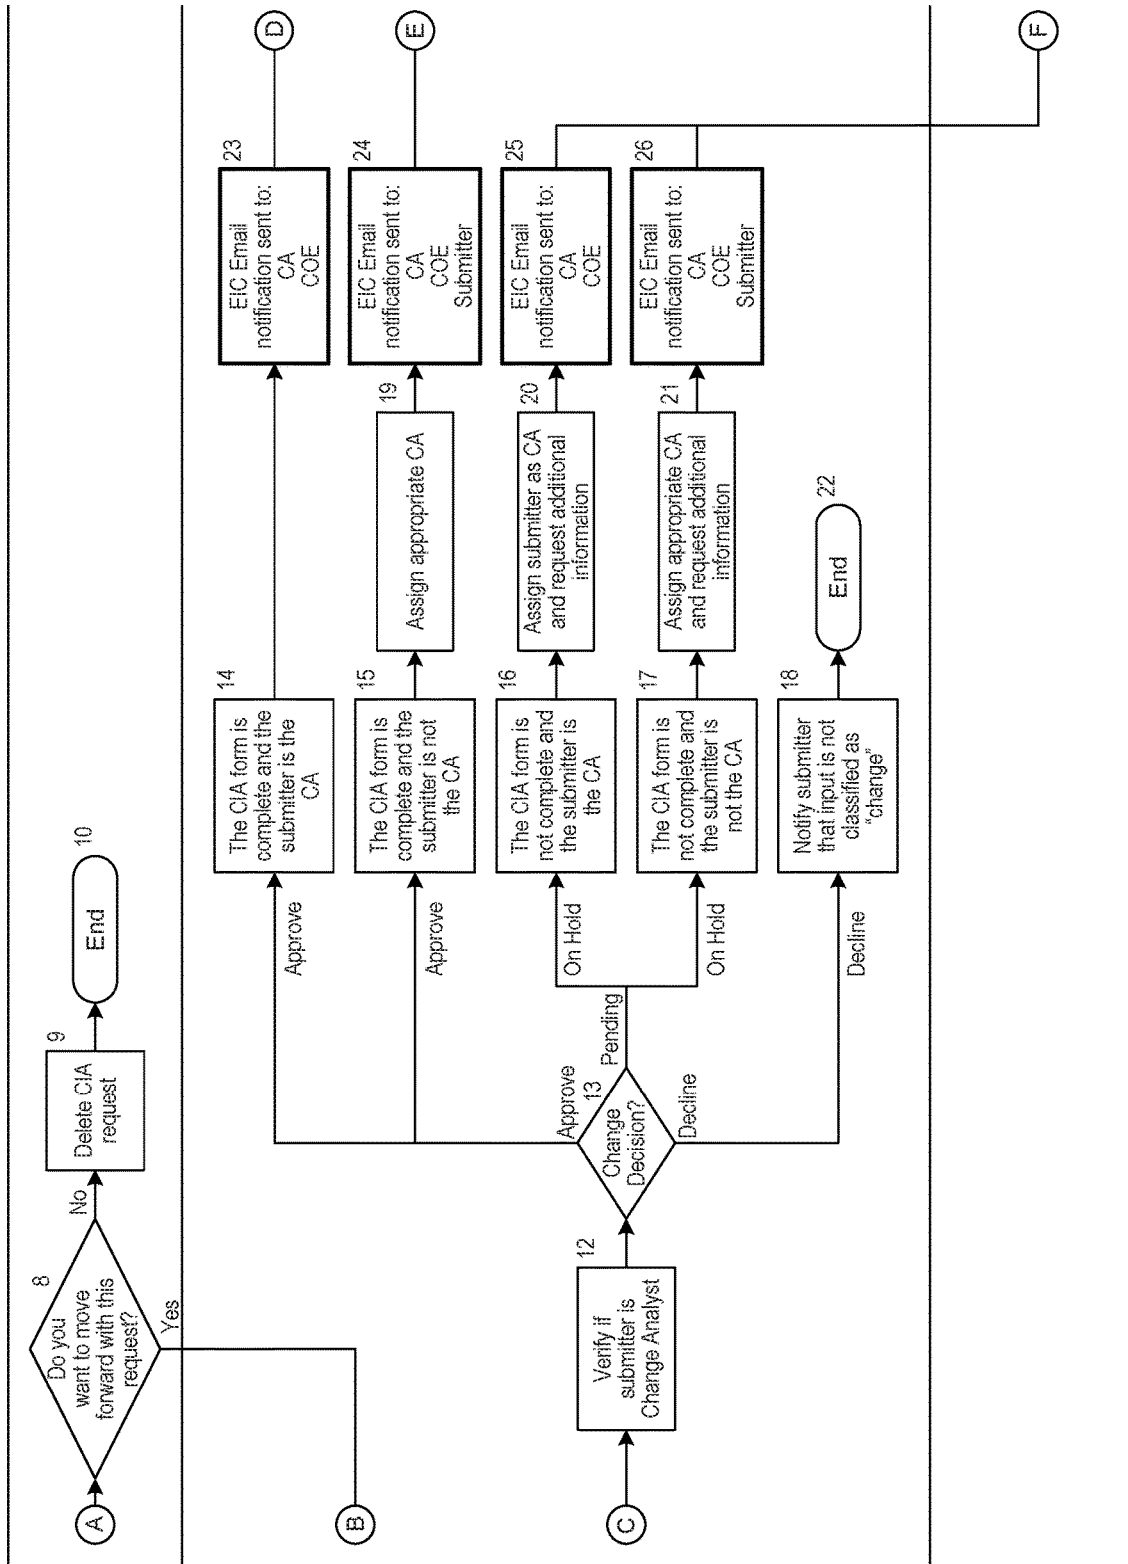 A
8
Do you
want to move
forward with this
request?
No
Yes
9
Delete CIA
request
10
End
B
C
12
Verify if
submitter is
Change Analyst
13
Change
Decision?
Approve
Pending
Decline
Approve
Approve
On Hold
On Hold
Decline
14
The CIA form is
complete and the
submitter is the
CA
15
The CIA form is
complete and the
submitter is not
the CA
16
The CIA form is
not complete and
the submitter is
the CA
17
The CIA form is
not complete and
the submitter is
not the CA
18
Notify submitter
that input is not
classified as
“change”
19
Assign appropriate CA
20
Assign submitter as CA
and request additional
information
21
Assign appropriate CA
and request additional
information
22
End
23
EIC Email
notification sent to:
CA
COE
24
EIC Email
notification sent to:
CA
COE
Submitter
25
EIC Email
notification sent to:
CA
COE
26
EIC Email
notification sent to:
CA
COE
Submitter
D
E
F